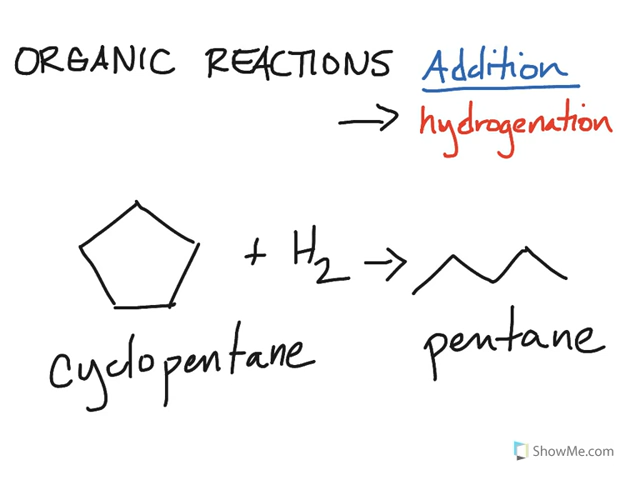 ORGANIC REACTIONS Addition
→ hydrogenation
+ H₂ →
cyclopentane pentane
ShowMe.com